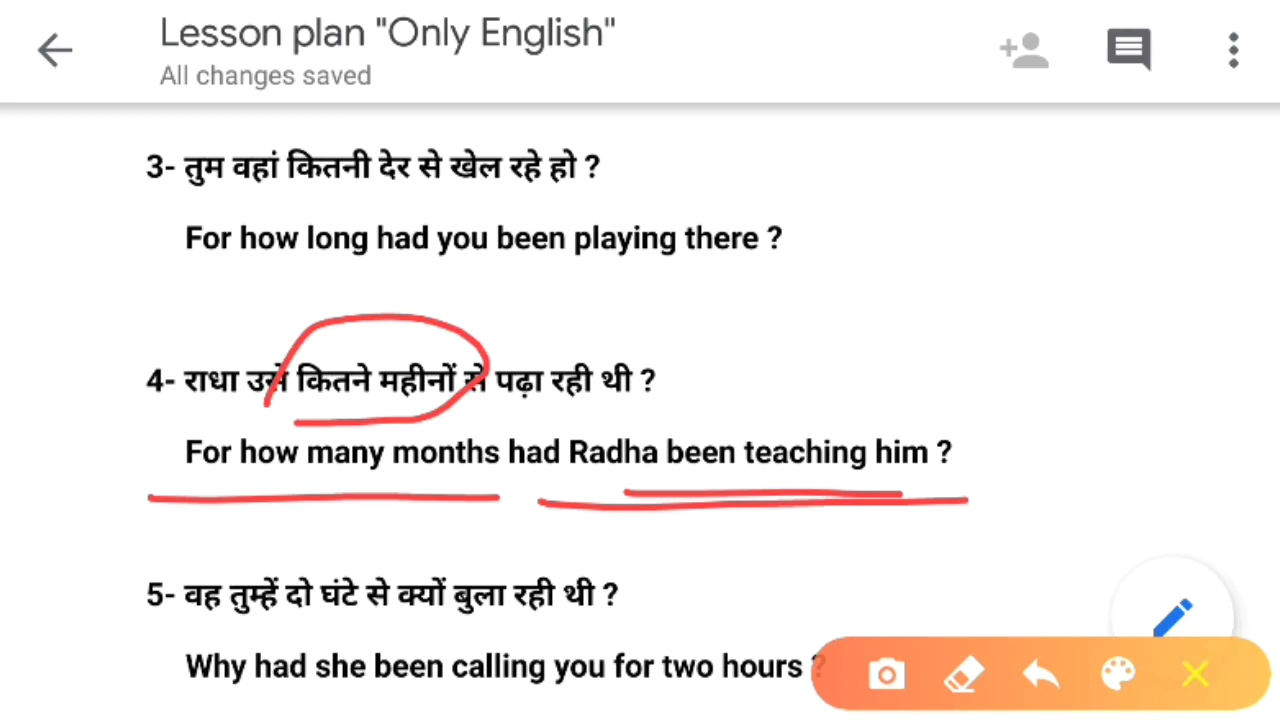 Lesson plan "Only English"
All changes saved
3- तुम वहां कितनी देर से खेल रहे हो ?
For how long had you been playing there ?
4- राधा उसे कितने महीनों से पढ़ा रही थी ?
For how many months had Radha been teaching him ?
5- वह तुम्हें दो घंटे से क्यों बुला रही थी ?
Why had she been calling you for two hours ?